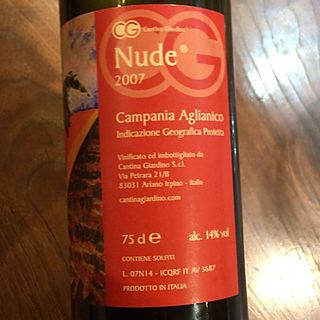 CG Cantina Giardino®
Nude®
2007
Campania Aglianico
Indicazione Geografica Protetta
Vinificato ed imbottigliato da
Cantina Giardino S.r.l.
Via Petrara 21/B
83031 Ariano Irpino - Italia
cantinagiardino.com
75 cl e alc. 14% vol
CONTIENE SOLFITI
L. 07N14 - ICQRF IT AV 3687
PRODOTTO IN ITALIA